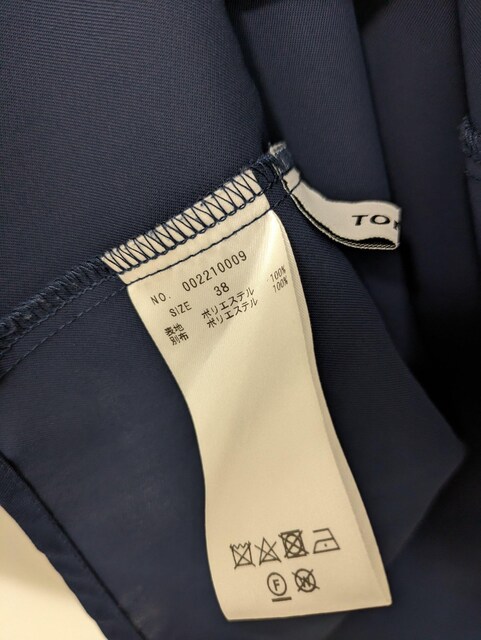 NO. 002210009
SIZE 38
表地 ポリエステル 100%
別布 ポリエステル 100%
F
W